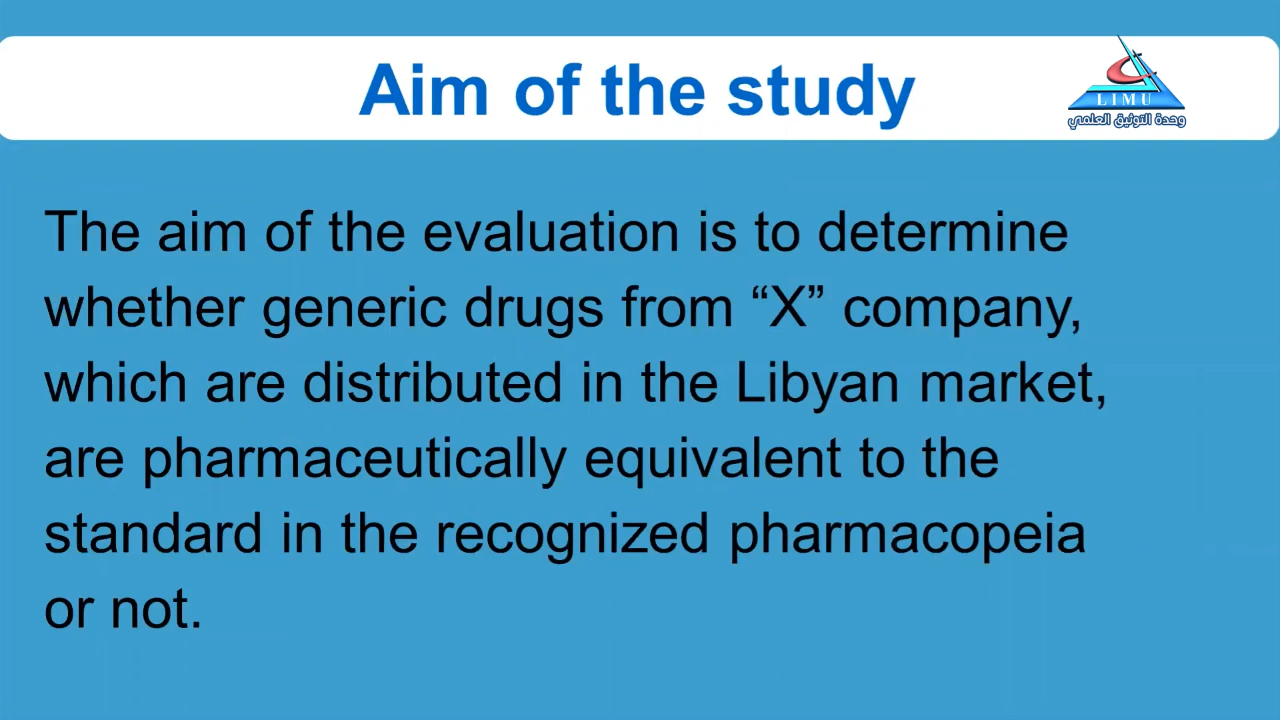 Aim of the study
LIMU
وحدة التوثيق العلمي
The aim of the evaluation is to determine
whether generic drugs from “X” company,
which are distributed in the Libyan market,
are pharmaceutically equivalent to the
standard in the recognized pharmacopeia
or not.